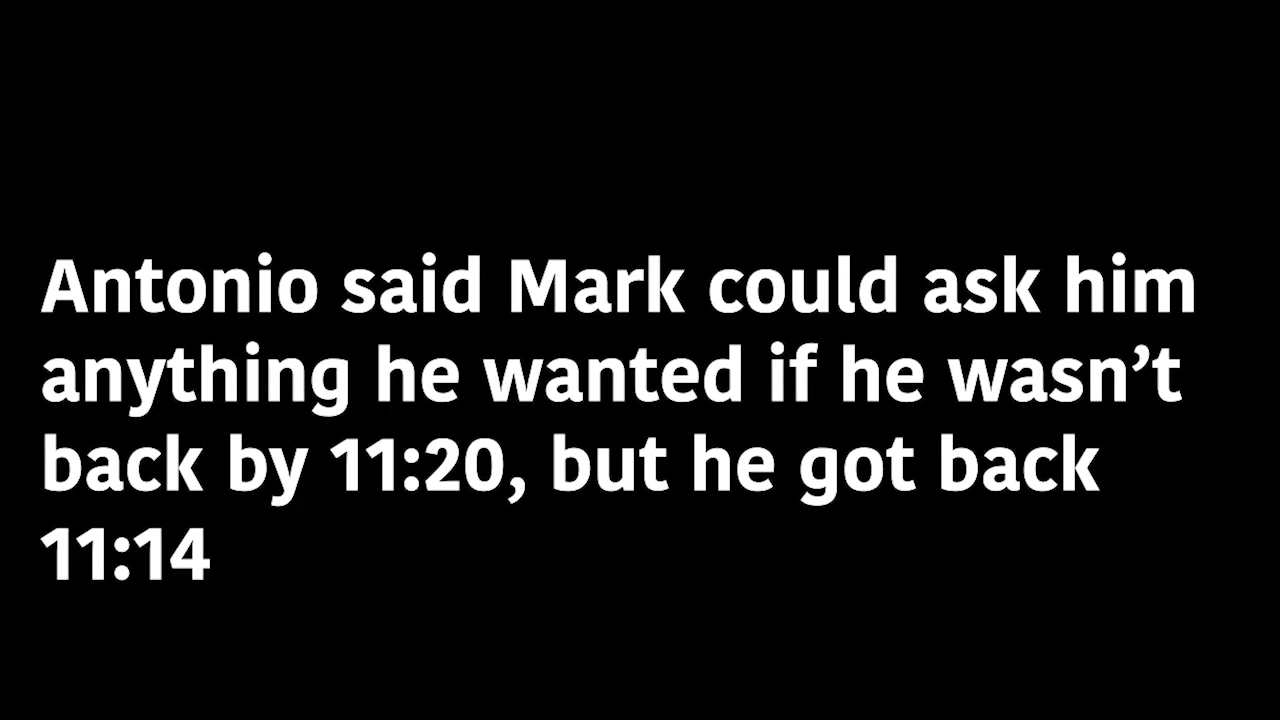 Antonio said Mark could ask him
anything he wanted if he wasn’t
back by 11:20, but he got back
11:14